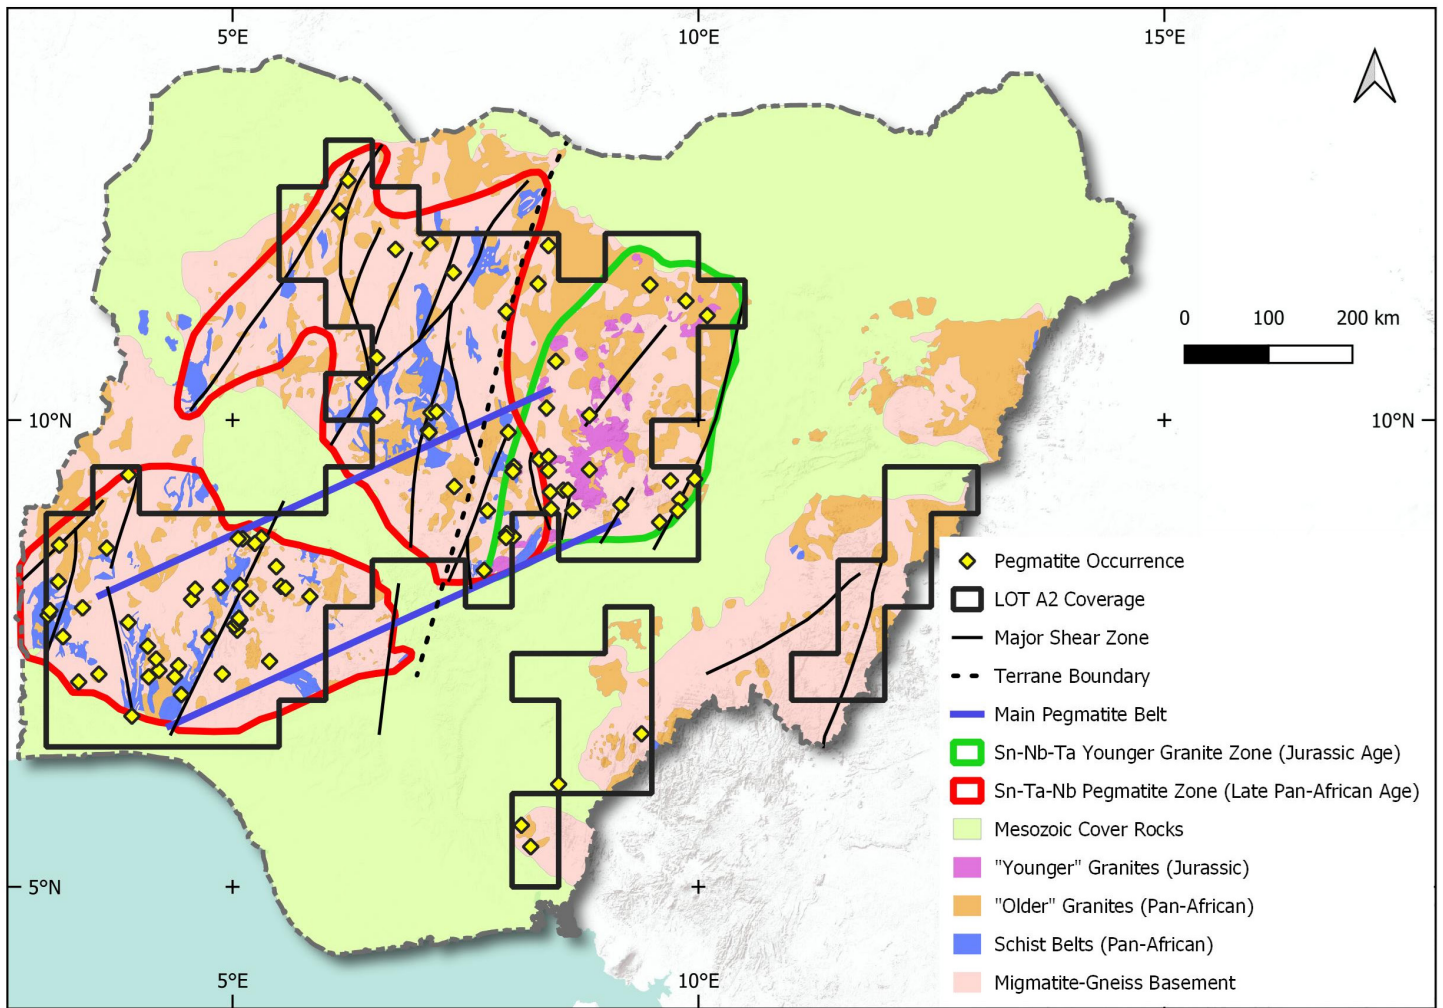 5°E
10°E
15°E
0
100
200 km
10°N
10°N
Pegmatite Occurrence
LOT A2 Coverage
Major Shear Zone
Terrane Boundary
Main Pegmatite Belt
Sn-Nb-Ta Younger Granite Zone (Jurassic Age)
Sn-Ta-Nb Pegmatite Zone (Late Pan-African Age)
Mesozoic Cover Rocks
"Younger" Granites (Jurassic)
5°N
"Older" Granites (Pan-African)
Schist Belts (Pan-African)
Migmatite-Gneiss Basement
5°E
10°E